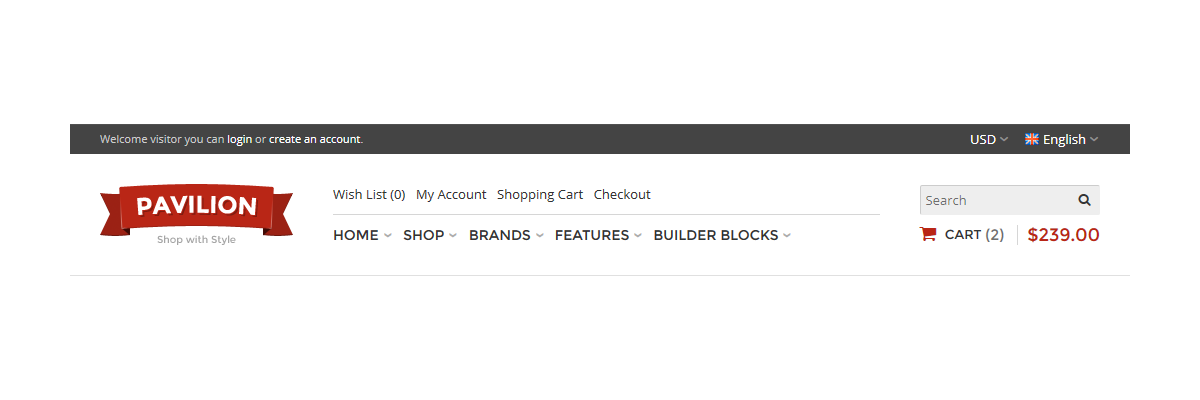 Welcome visitor you can login or create an account.
USD
English
PAVILION
Shop with Style
Wish List (0) My Account Shopping Cart Checkout
Search
HOME SHOP BRANDS FEATURES BUILDER BLOCKS
CART (2) $239.00